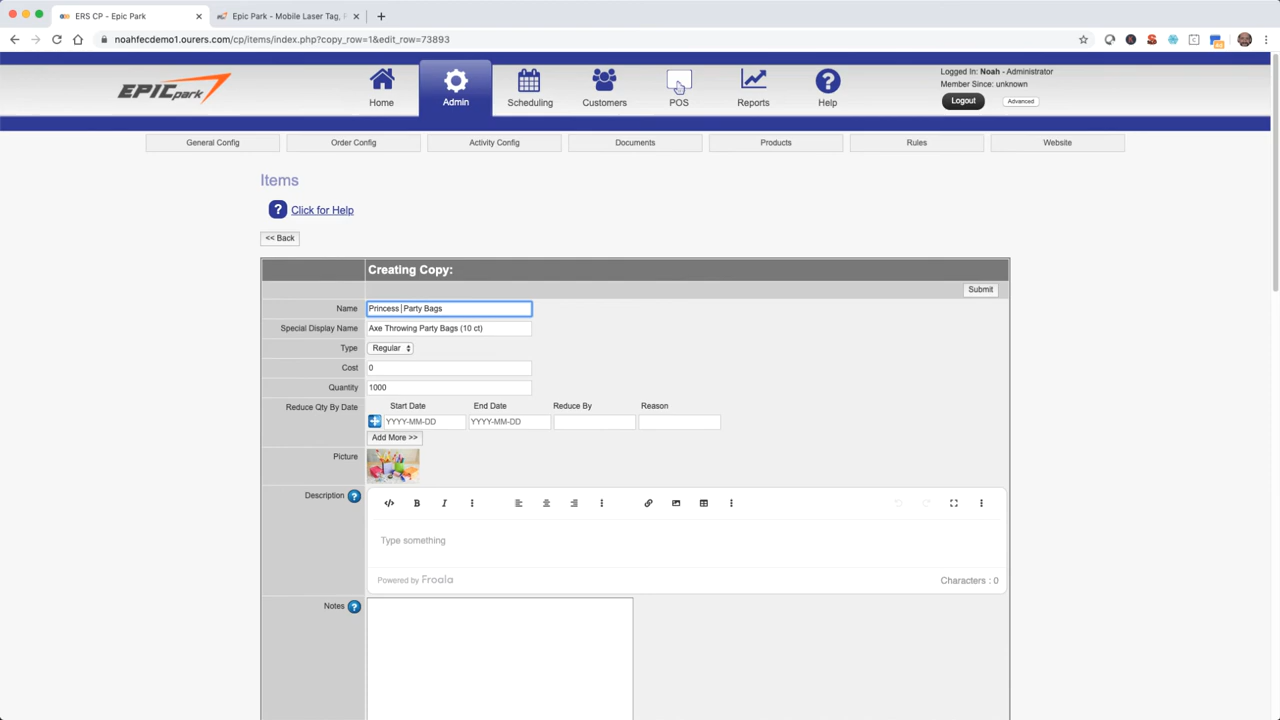 ERS CP - Epic Park
Epic Park - Mobile Laser Tag,
noahfecdemo1.ourers.com/cp/items/index.php?copy_row=1&edit_row=73893
EPIC park
Home
Admin
Scheduling
Customers
POS
Reports
? Help
Logged In: Noah - Administrator
Member Since: unknown
Logout
Advanced
General Config
Order Config
Activity Config
Documents
Products
Rules
Website
Items
? Click for Help
<< Back
Creating Copy:
Submit
Name Princess Party Bags
Special Display Name Axe Throwing Party Bags (10 ct)
Type Regular
Cost 0
Quantity 1000
Reduce Qty By Date Start Date End Date Reduce By Reason
YYYY-MM-DD YYYY-MM-DD
Add More >>
Picture
Description ?
Type something
Powered by Froala Characters : 0
Notes ?